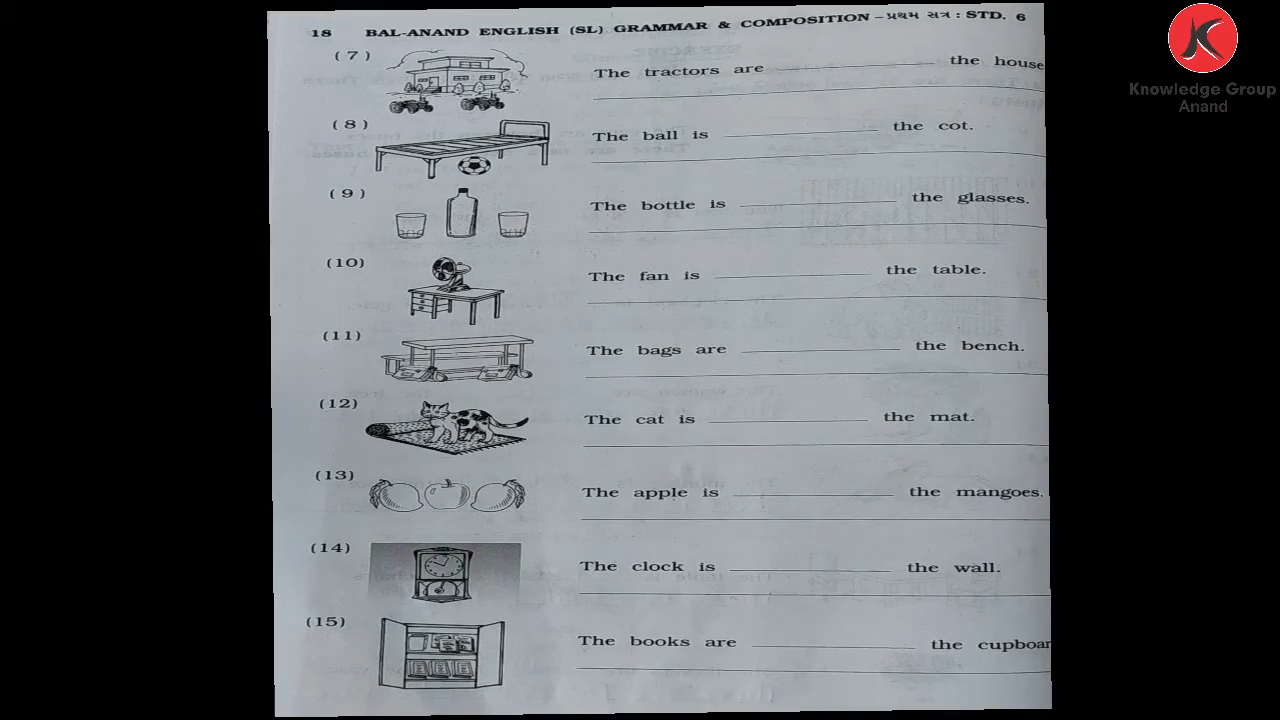 18 BAL-ANAND ENGLISH (SL) GRAMMAR & COMPOSITION – પ્રથમ સત્ર : STD. 6
(7) The tractors are ____________ the house
(8) The ball is ____________ the cot.
(9) The bottle is ____________ the glasses.
(10) The fan is ____________ the table.
(11) The bags are ____________ the bench.
(12) The cat is ____________ the mat.
(13) The apple is ____________ the mangoes.
(14) The clock is ____________ the wall.
(15) The books are ____________ the cupboar
K
Knowledge Group
Anand